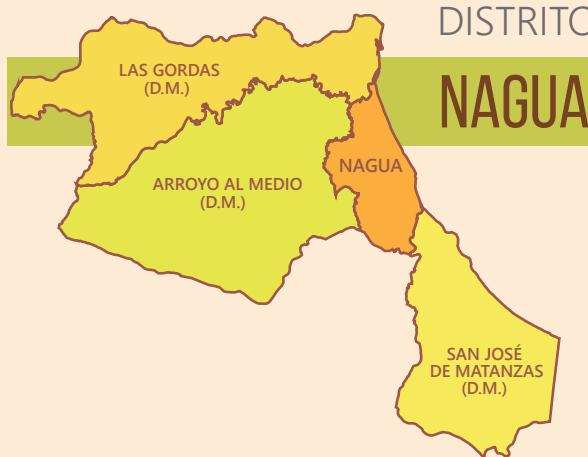 DISTRITO
NAGUA
LAS GORDAS
(D.M.)
ARROYO AL MEDIO
(D.M.)
NAGUA
SAN JOSÉ
DE MATANZAS
(D.M.)